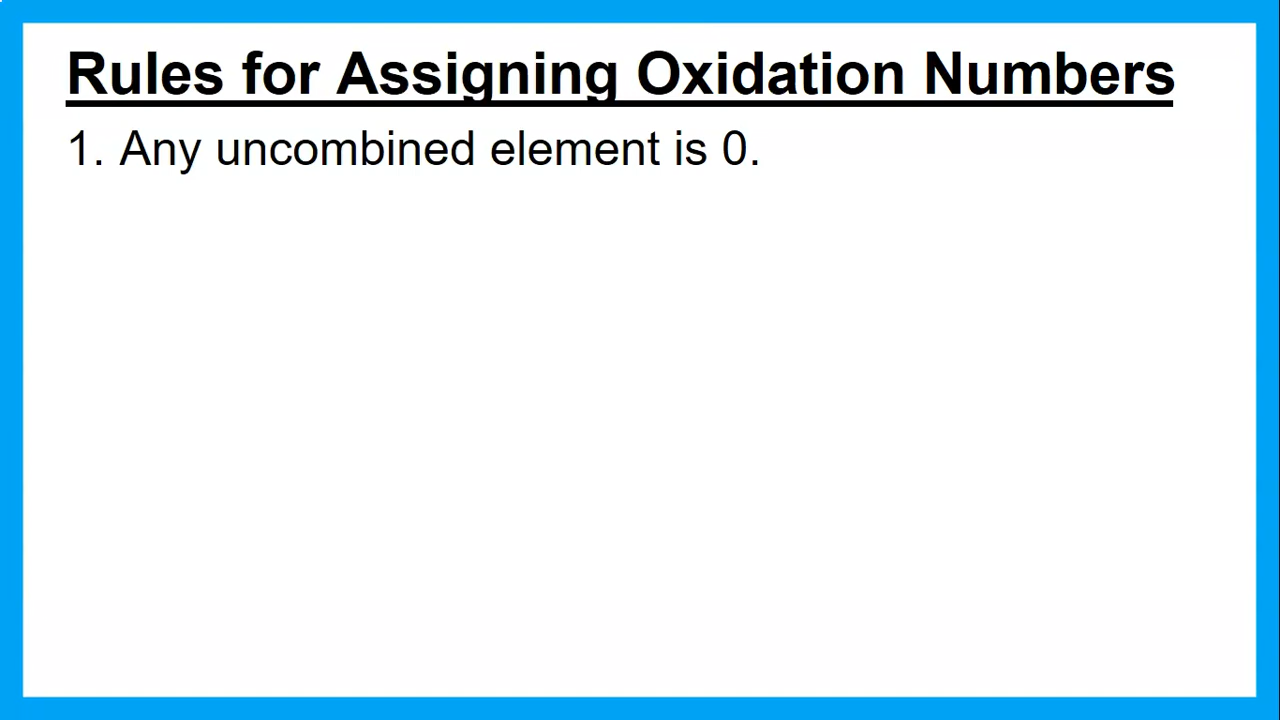 Rules for Assigning Oxidation Numbers
1. Any uncombined element is 0.